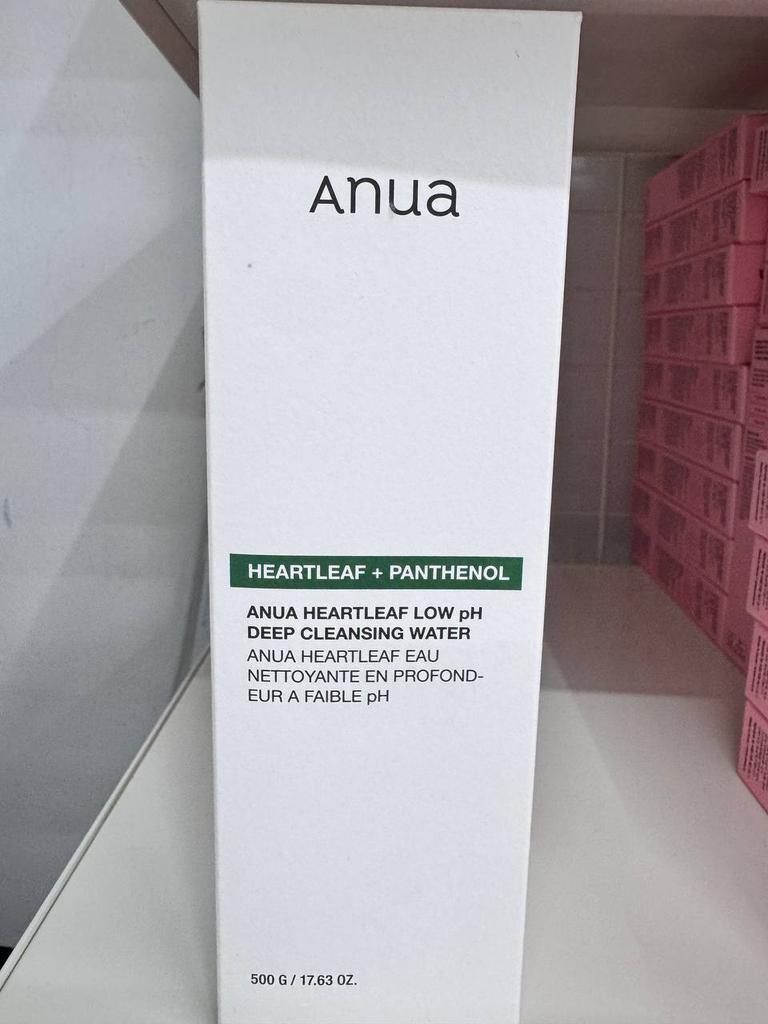 Anua
HEARTLEAF + PANTHENOL
ANUA HEARTLEAF LOW pH
DEEP CLEANSING WATER
ANUA HEARTLEAF EAU
NETTOYANTE EN PROFOND-
EUR A FAIBLE pH
500 G / 17.63 OZ.